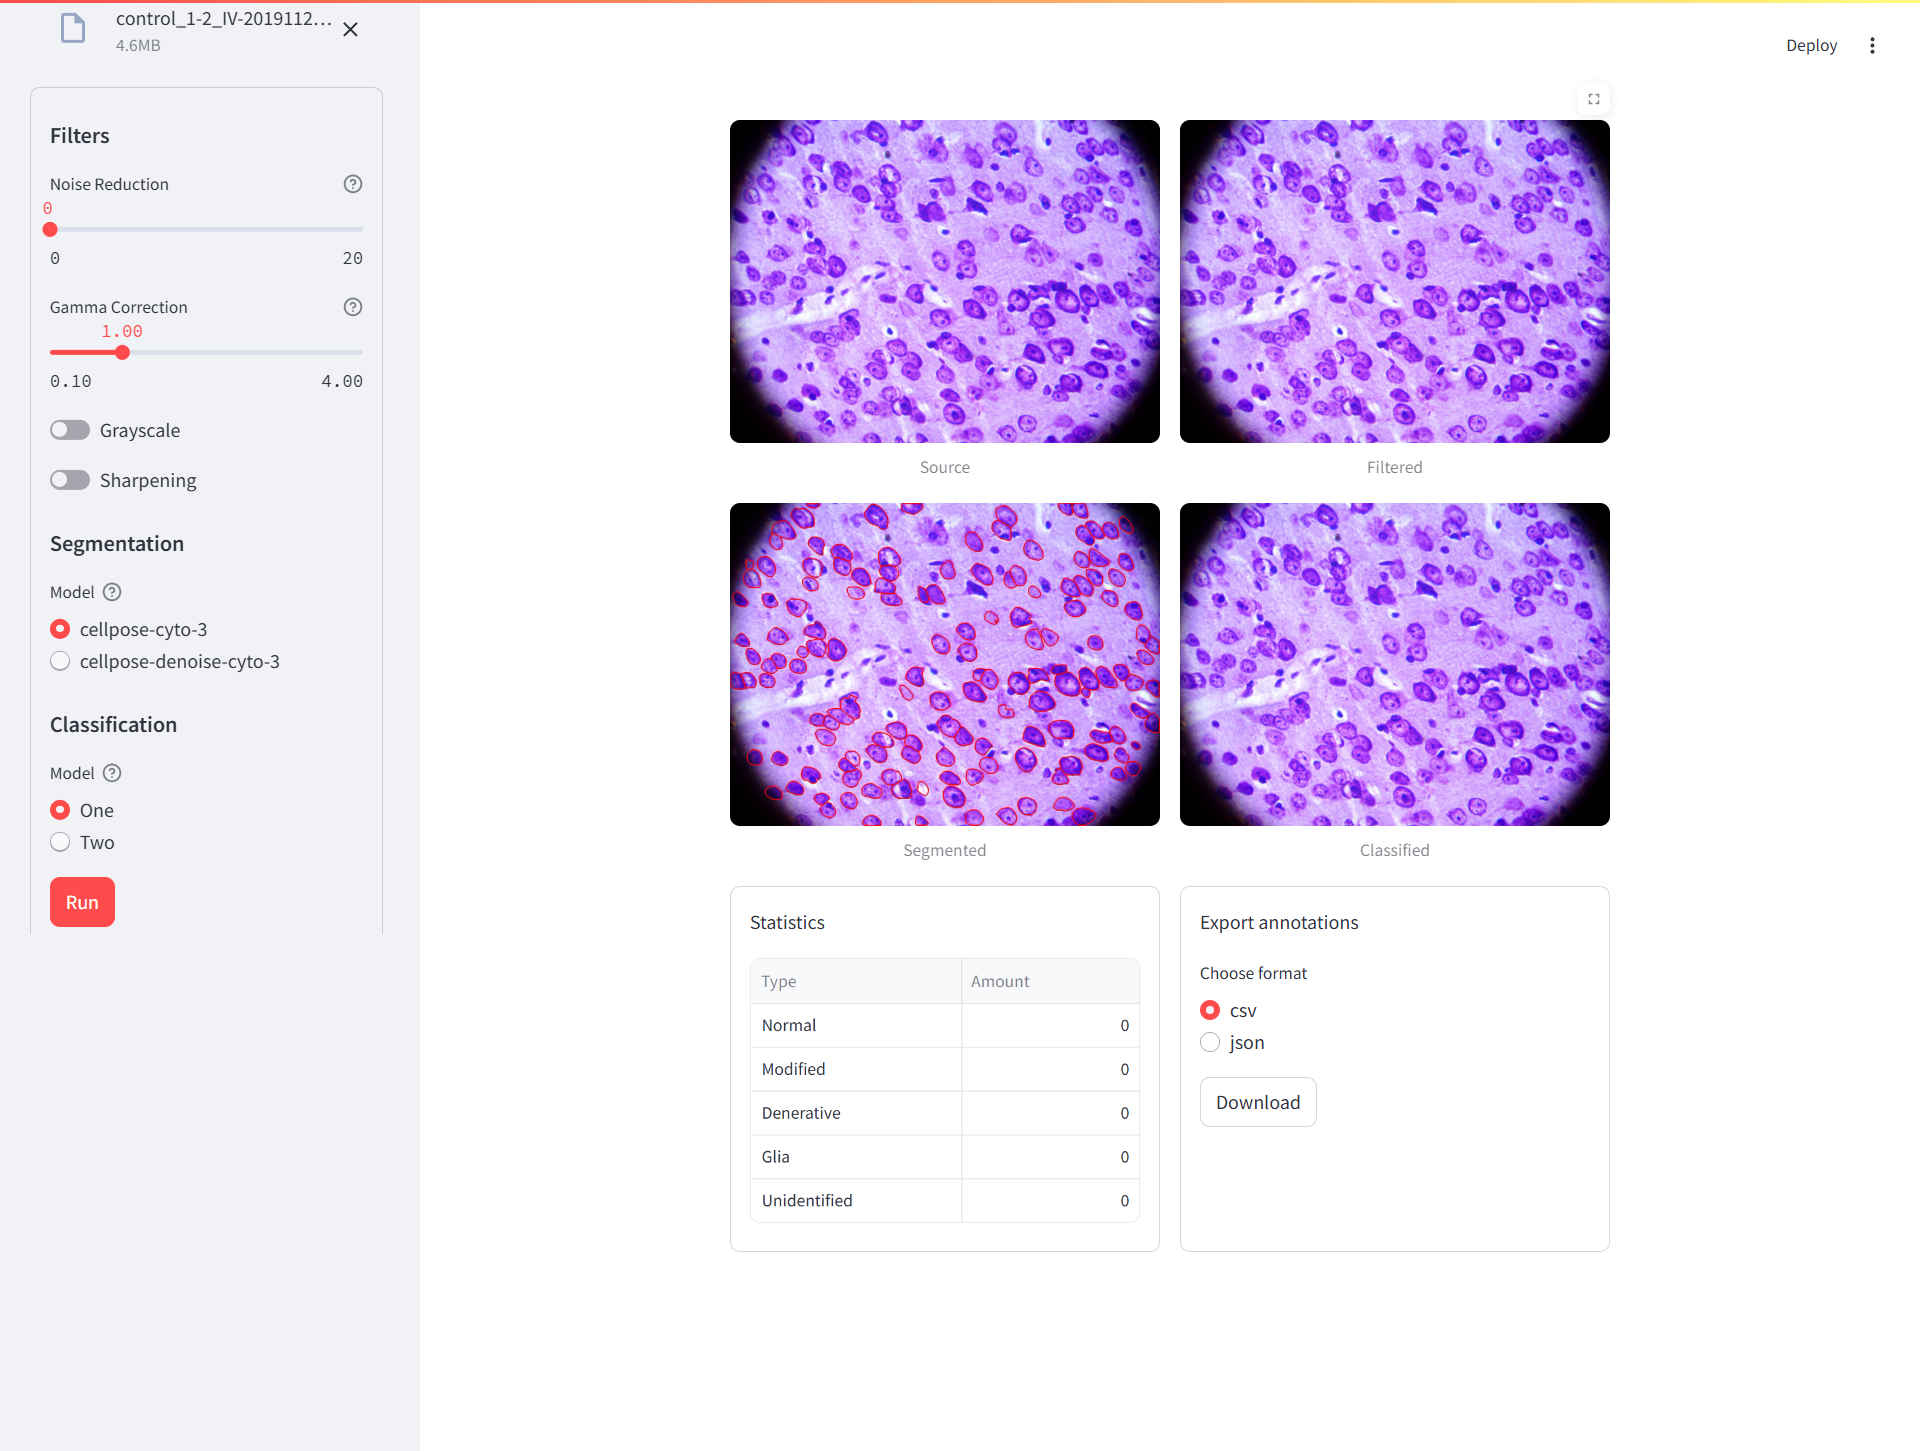 control_1-2_IV-2019112...
4.6MB
Deploy
Filters
Noise Reduction
0
0 20
Gamma Correction
1.00
0.10 4.00
Grayscale
Sharpening
Segmentation
Model
cellpose-cyto-3
cellpose-denoise-cyto-3
Classification
Model
One
Two
Run
Source
Filtered
Segmented
Classified
Statistics
Type Amount
Normal 0
Modified 0
Denerative 0
Glia 0
Unidentified 0
Export annotations
Choose format
csv
json
Download